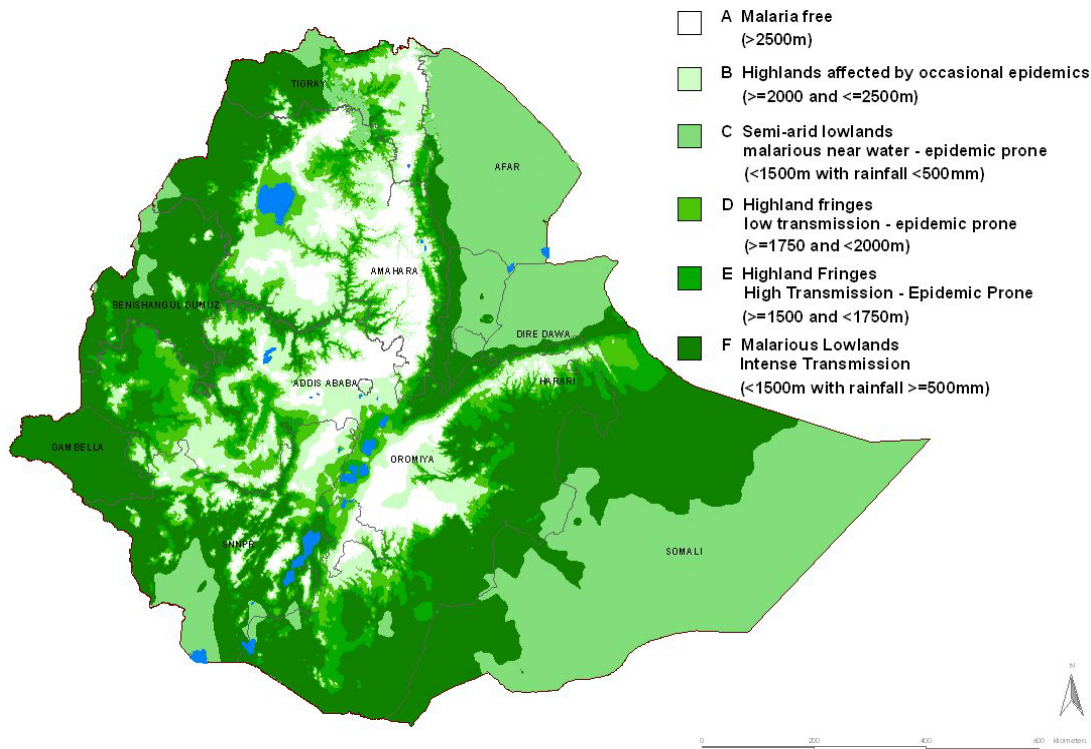 A Malaria free
(>2500m)
B Highlands affected by occasional epidemics
(>=2000 and <=2500m)
C Semi-arid lowlands
malarious near water - epidemic prone
(<1500m with rainfall <500mm)
D Highland fringes
low transmission - epidemic prone
(>=1750 and <2000m)
E Highland Fringes
High Transmission - Epidemic Prone
(>=1500 and <1750m)
F Malarious Lowlands
Intense Transmission
(<1500m with rainfall >=500mm)
TIGRAY
AFAR
AMAHARA
BENISHANGUL GUMUZ
DIRE DAWA
ADDIS ABABA
HARARI
GAMBELLA
OROMIYA
SNNPR
SOMALI
N
0 200 400 600 kilometers